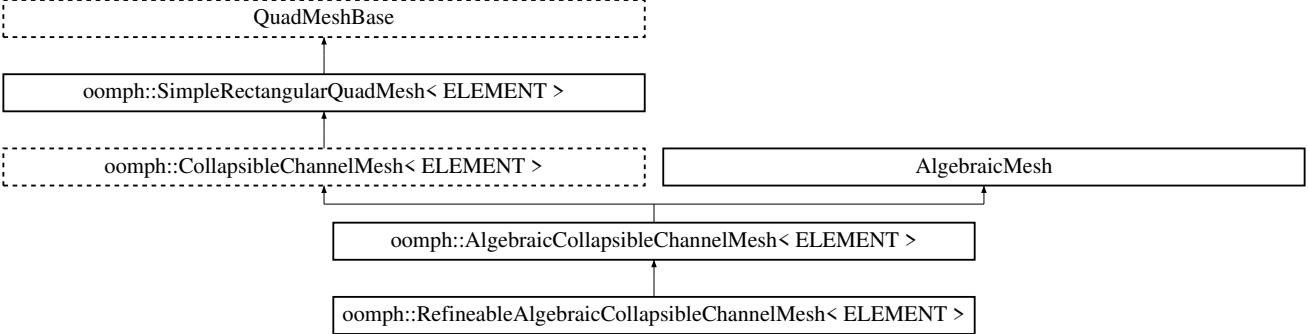 QuadMeshBase
oomph::SimpleRectangularQuadMesh< ELEMENT >
oomph::CollapsibleChannelMesh< ELEMENT >
AlgebraicMesh
oomph::AlgebraicCollapsibleChannelMesh< ELEMENT >
oomph::RefineableAlgebraicCollapsibleChannelMesh< ELEMENT >